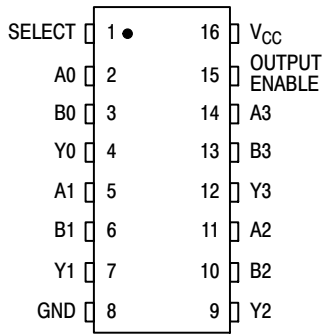 SELECT 1 16 VCC
A0 2 15 OUTPUT ENABLE
B0 3 14 A3
Y0 4 13 B3
A1 5 12 Y3
B1 6 11 A2
Y1 7 10 B2
GND 8 9 Y2